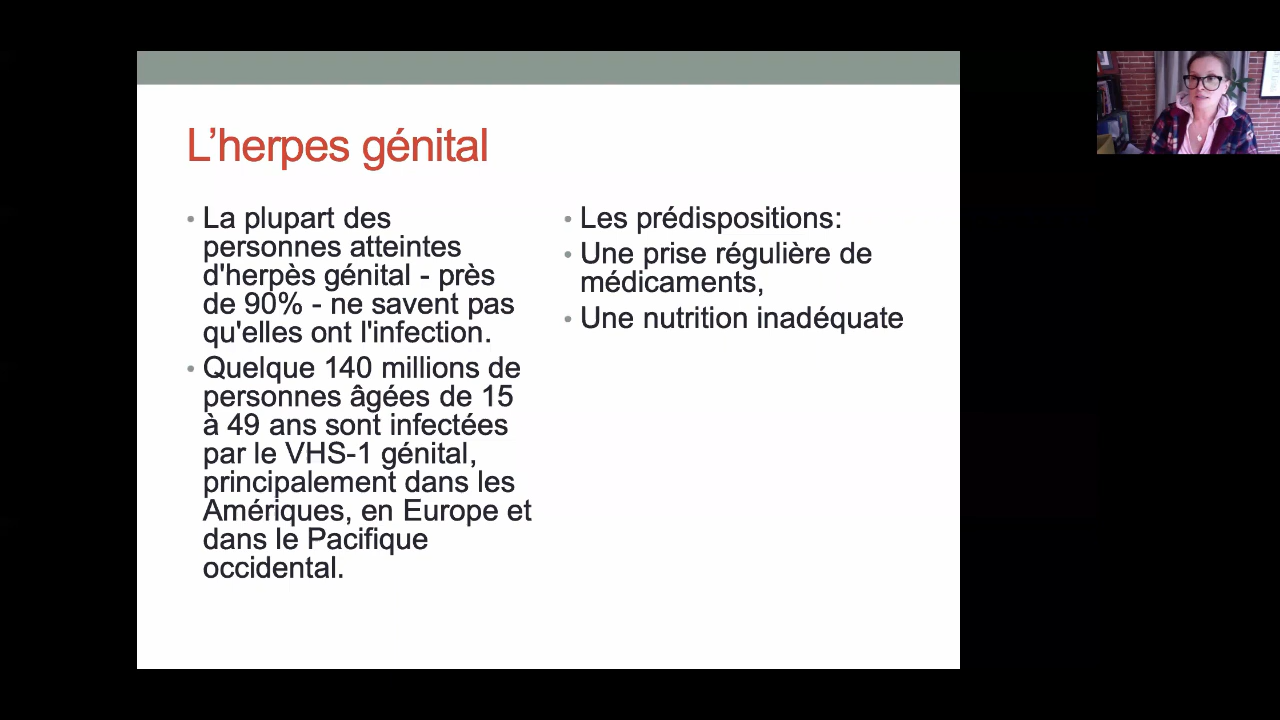 L’herpes génital
• La plupart des
personnes atteintes
d'herpès génital - près
de 90% - ne savent pas
qu'elles ont l'infection.
• Quelque 140 millions de
personnes âgées de 15
à 49 ans sont infectées
par le VHS-1 génital,
principalement dans les
Amériques, en Europe et
dans le Pacifique
occidental.
• Les prédispositions:
• Une prise régulière de
médicaments,
• Une nutrition inadéquate